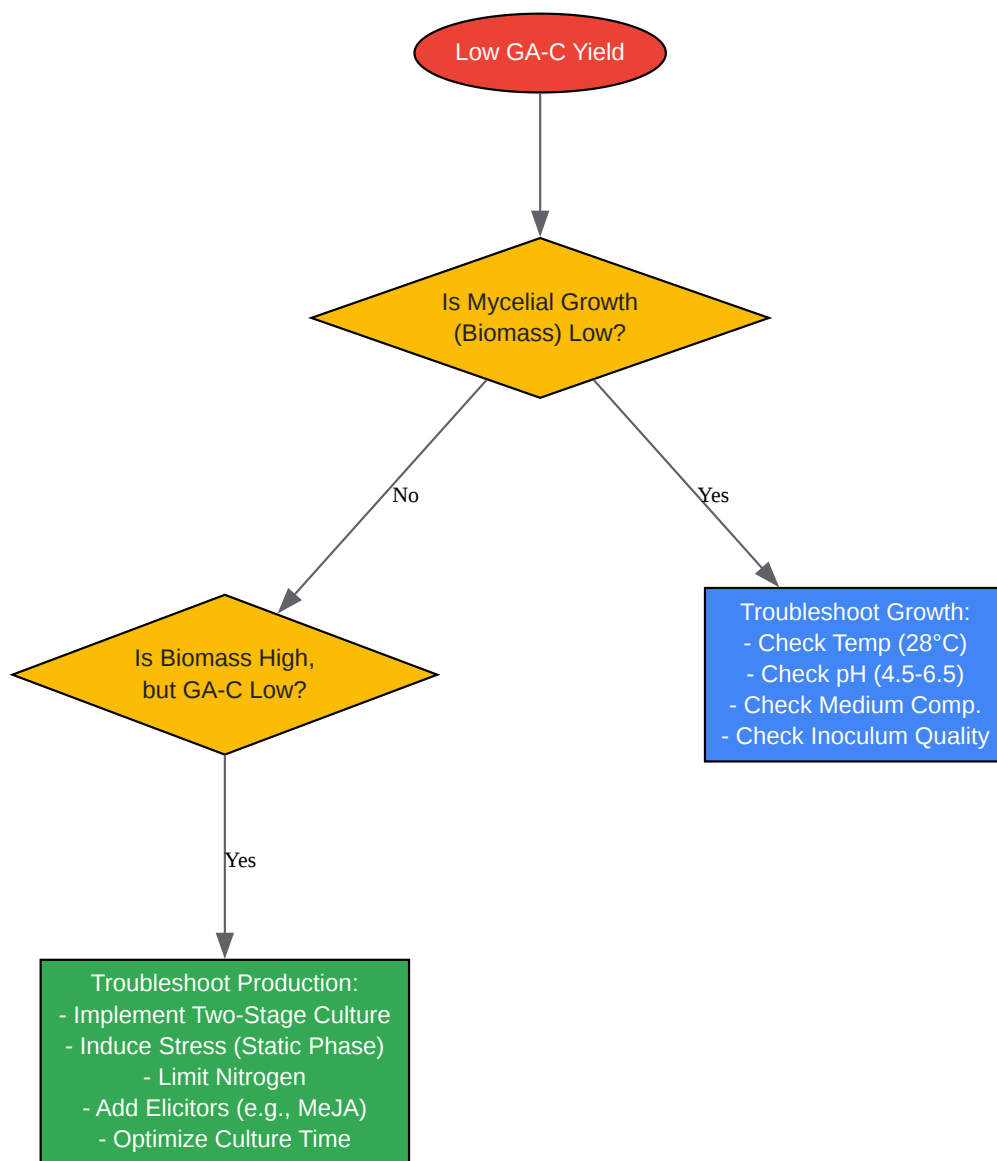 Low GA-C Yield
Is Mycelial Growth
(Biomass) Low?
No
Yes
Is Biomass High,
but GA-C Low?
Troubleshoot Growth:
- Check Temp (28°C)
- Check pH (4.5-6.5)
- Check Medium Comp.
- Check Inoculum Quality
Yes
Troubleshoot Production:
- Implement Two-Stage Culture
- Induce Stress (Static Phase)
- Limit Nitrogen
- Add Elicitors (e.g., MeJA)
- Optimize Culture Time